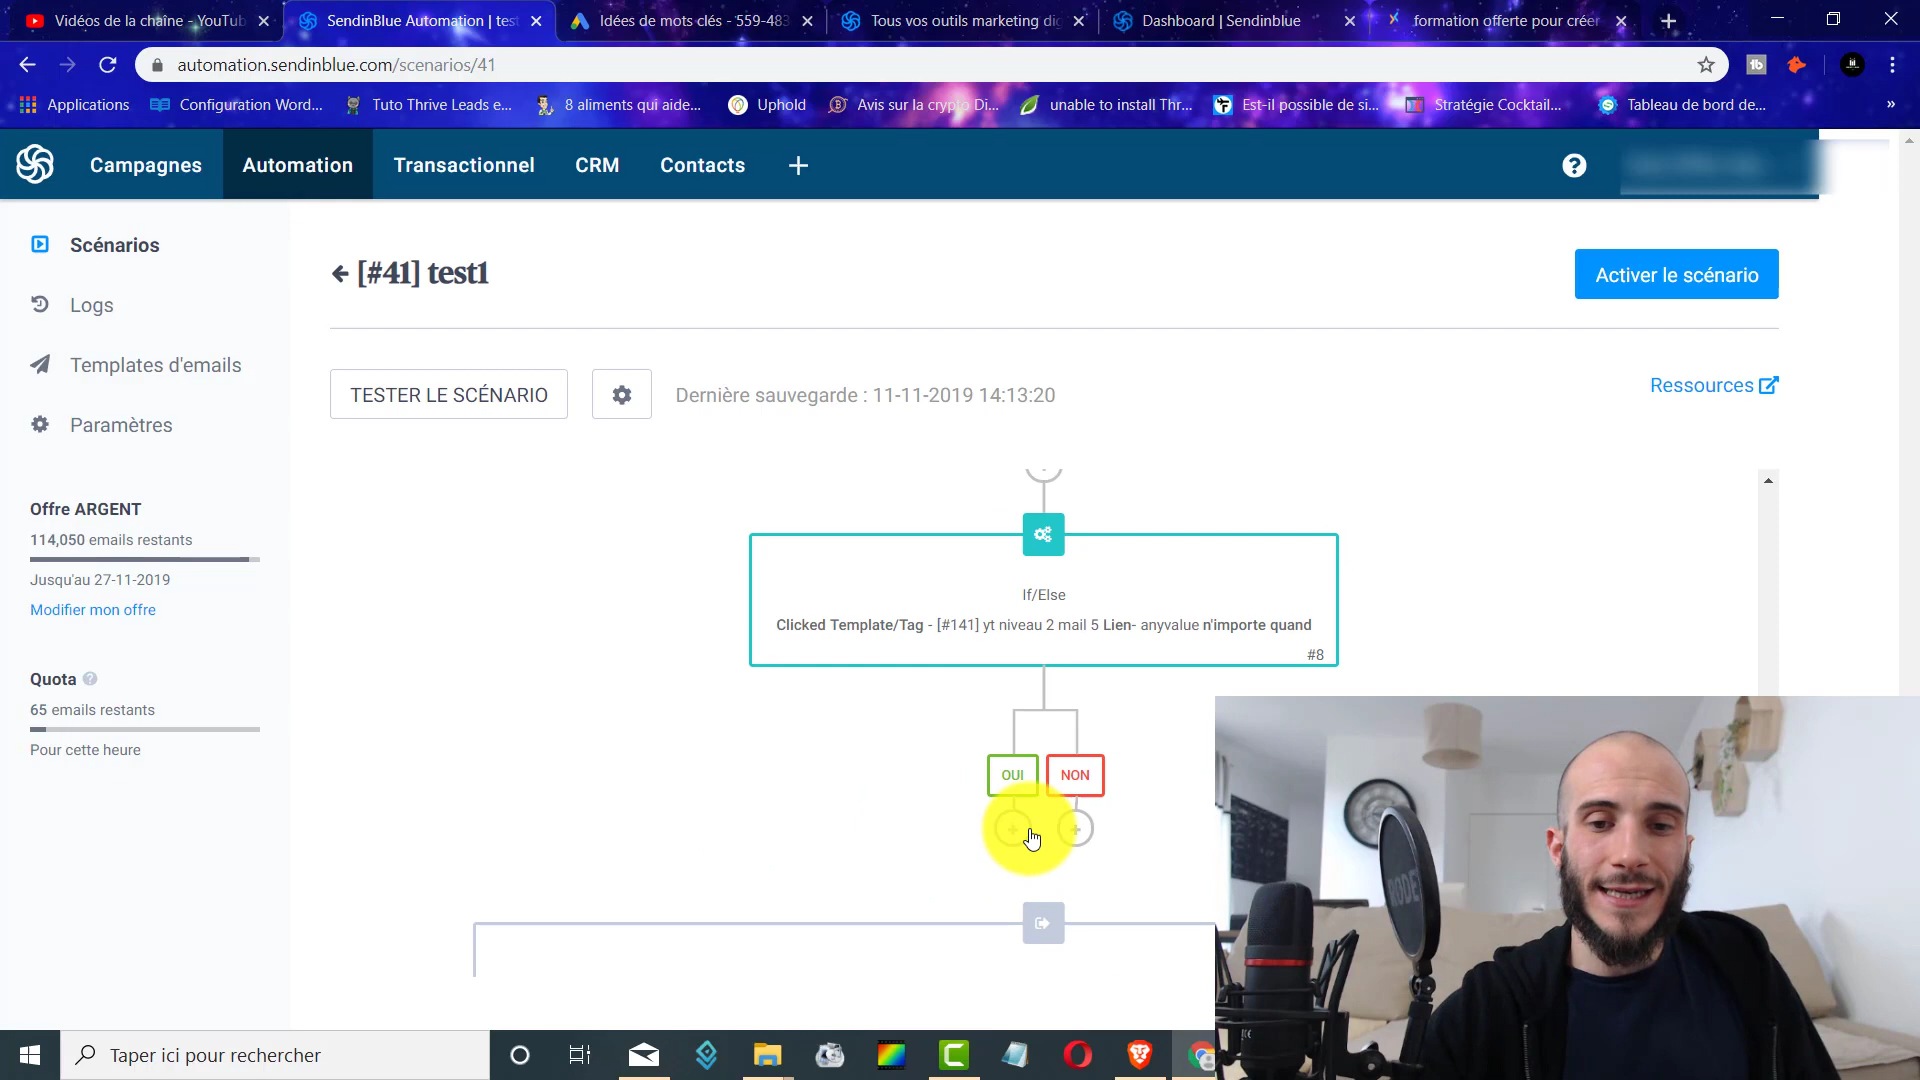 Vidéos de la chaîne - YouTub
SendinBlue Automation | tes
Idées de mots clés - 559-483
Tous vos outils marketing dig
Dashboard | Sendinblue
formation offerte pour créer
automation.sendinblue.com/scenarios/41
Applications
Configuration Word...
Tuto Thrive Leads e...
8 aliments qui aide...
Uphold
Avis sur la crypto Di...
unable to install Thr...
Est-il possible de si...
Stratégie Cocktail...
Tableau de bord de...
»
Campagnes
Automation
Transactionnel
CRM
Contacts
+
Scénarios
Logs
Templates d'emails
Paramètres
Offre ARGENT
114,050 emails restants
Jusqu'au 27-11-2019
Modifier mon offre
Quota
65 emails restants
Pour cette heure
[#41] test1
Activer le scénario
TESTER LE SCÉNARIO
Dernière sauvegarde : 11-11-2019 14:13:20
Ressources
If/Else
Clicked Template/Tag - [#141] yt niveau 2 mail 5 Lien- anyvalue n'importe quand
#8
OUI
NON
RODE
Taper ici pour rechercher